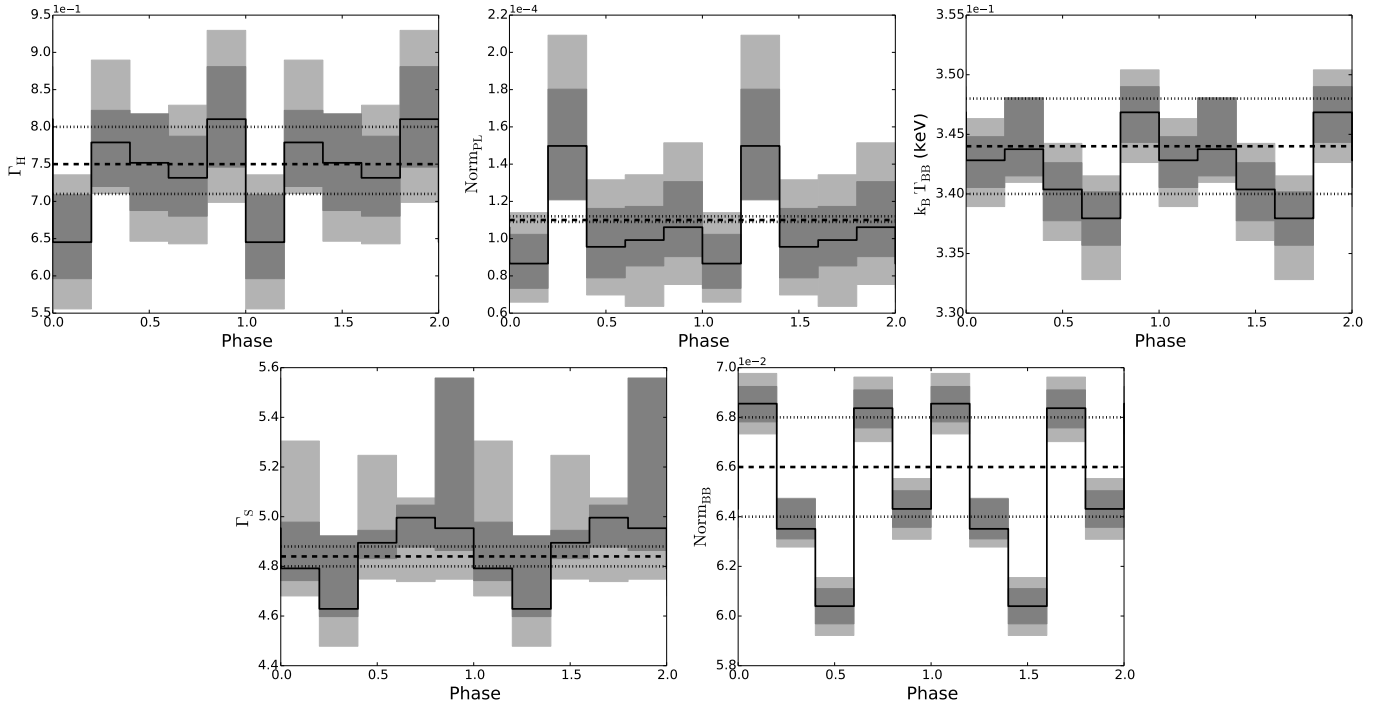 9.5 1e−1
9.0
8.5
8.0
7.5
7.0
6.5
6.0
5.5
Γ_H
0.0 0.5 1.0 1.5 2.0
Phase
2.2 1e−4
2.0
1.8
1.6
1.4
1.2
1.0
0.8
0.6
Norm_PL
0.0 0.5 1.0 1.5 2.0
Phase
3.55 1e−1
3.50
3.45
3.40
3.35
3.30
k_B T_BB (keV)
0.0 0.5 1.0 1.5 2.0
Phase
5.6
5.4
5.2
5.0
4.8
4.6
4.4
Γ_S
0.0 0.5 1.0 1.5 2.0
Phase
7.0 1e−2
6.8
6.6
6.4
6.2
6.0
5.8
Norm_BB
0.0 0.5 1.0 1.5 2.0
Phase